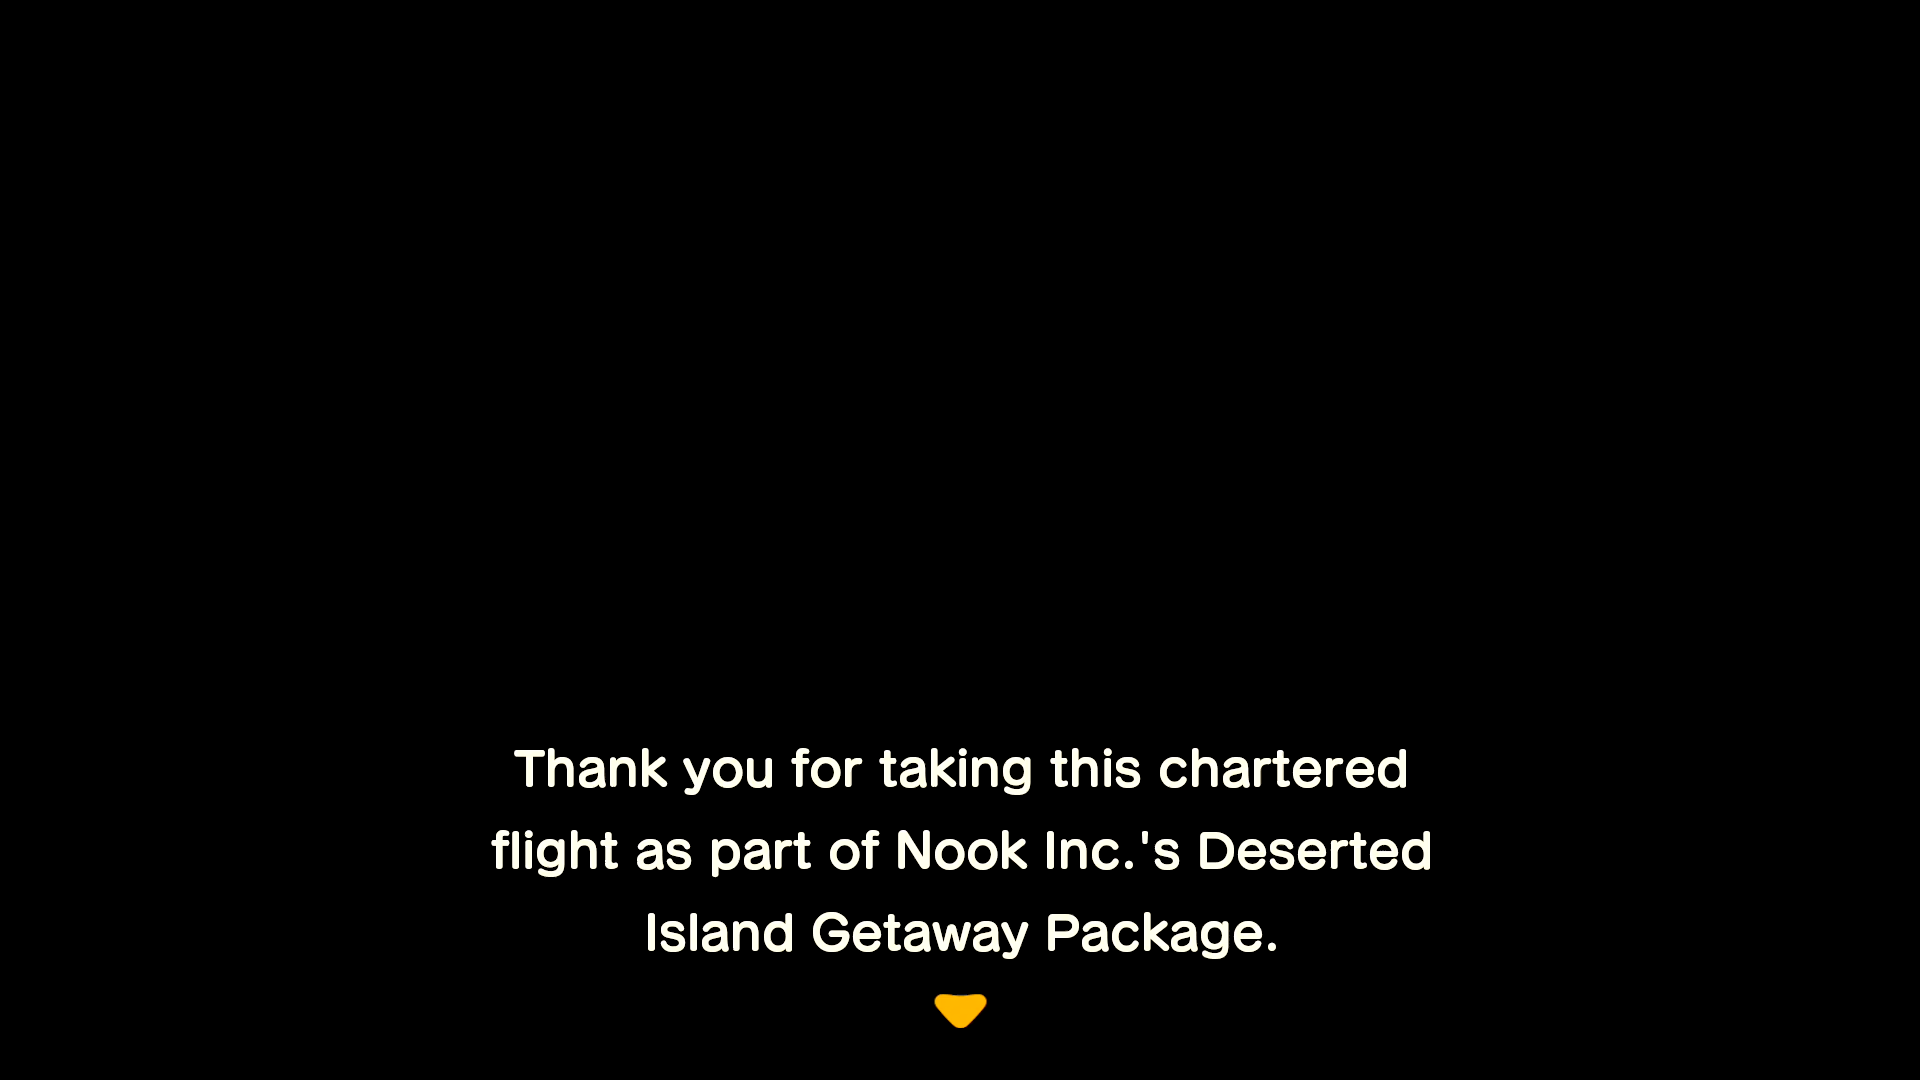 Thank you for taking this chartered
flight as part of Nook Inc.'s Deserted
Island Getaway Package.